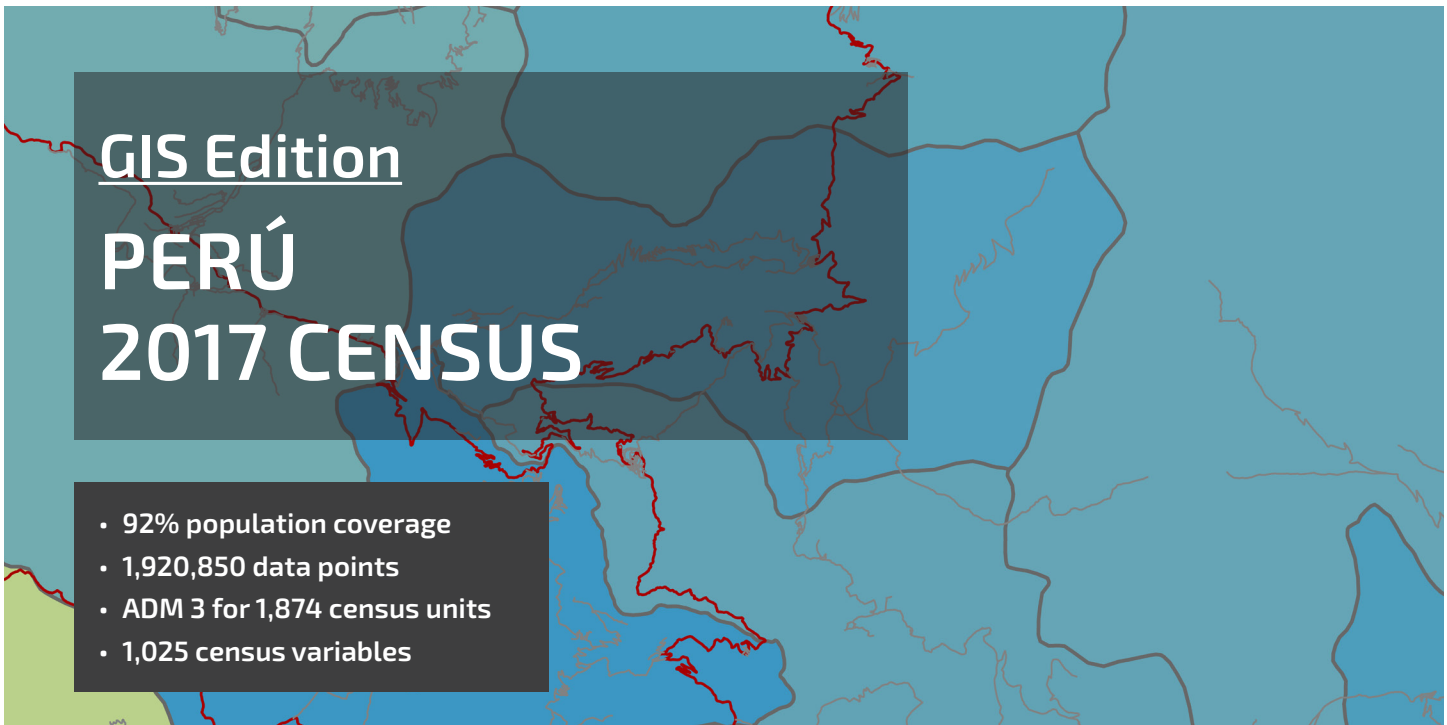 GIS Edition
PERÚ
2017 CENSUS
• 92% population coverage
• 1,920,850 data points
• ADM 3 for 1,874 census units
• 1,025 census variables